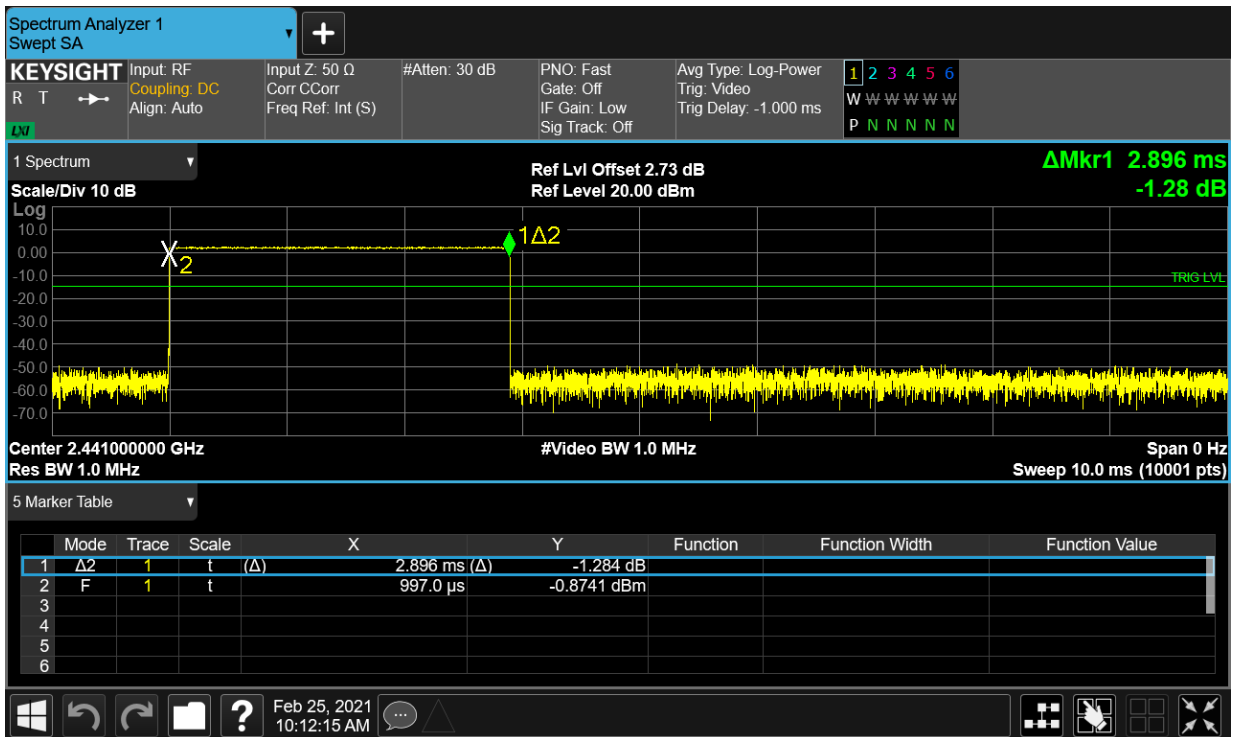 Spectrum Analyzer 1
Swept SA
▼
+
KEYSIGHT Input: RF Input Z: 50 Ω #Atten: 30 dB PNO: Fast Avg Type: Log-Power 1 2 3 4 5 6
R T Coupling: DC Corr CCorr Gate: Off Trig: Video W W W W W W
Align: Auto Freq Ref: Int (S) IF Gain: Low Trig Delay: -1.000 ms
LXI Sig Track: Off P N N N N N
1 Spectrum ▼ Ref Lvl Offset 2.73 dB ΔMkr1 2.896 ms
Scale/Div 10 dB Ref Level 20.00 dBm -1.28 dB
Log
10.0 1Δ2
0.00 2
-10.0 TRIG LVL
-20.0
-30.0
-40.0
-50.0
-60.0
-70.0
Center 2.441000000 GHz #Video BW 1.0 MHz Span 0 Hz
Res BW 1.0 MHz Sweep 10.0 ms (10001 pts)
5 Marker Table ▼
Mode Trace Scale X Y Function Function Width Function Value
1 Δ2 1 t (Δ) 2.896 ms (Δ) -1.284 dB
2 F 1 t 997.0 µs -0.8741 dBm
3
4
5
6
? Feb 25, 2021
10:12:15 AM